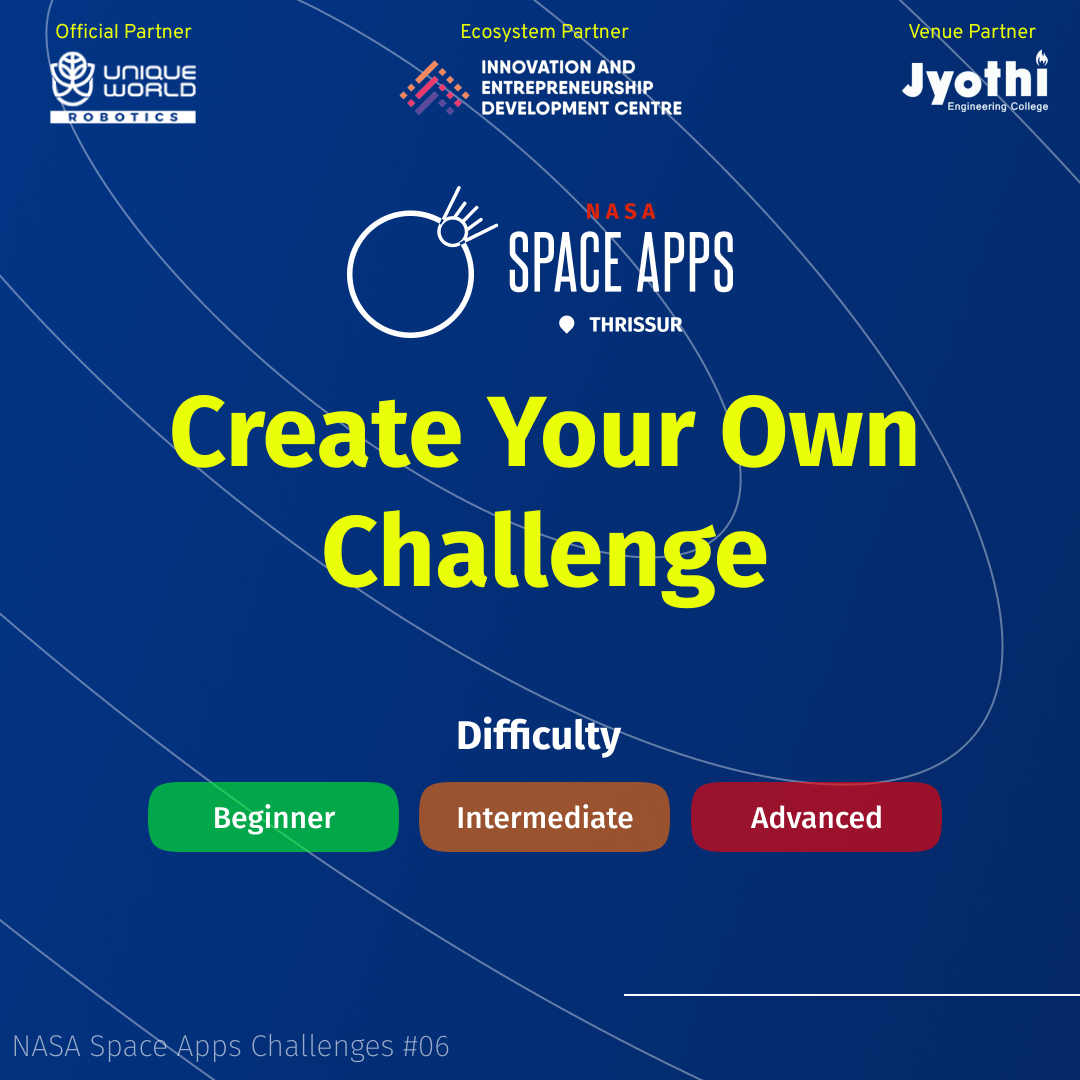 Official Partner
Ecosystem Partner
Venue Partner
UNIQUE
WORLD
ROBOTICS
INNOVATION AND
ENTREPRENEURSHIP
DEVELOPMENT CENTRE
Jyothi
Engineering College
NASA
SPACE APPS
THRISSUR
Create Your Own
Challenge
Difficulty
Beginner
Intermediate
Advanced
NASA Space Apps Challenges #06